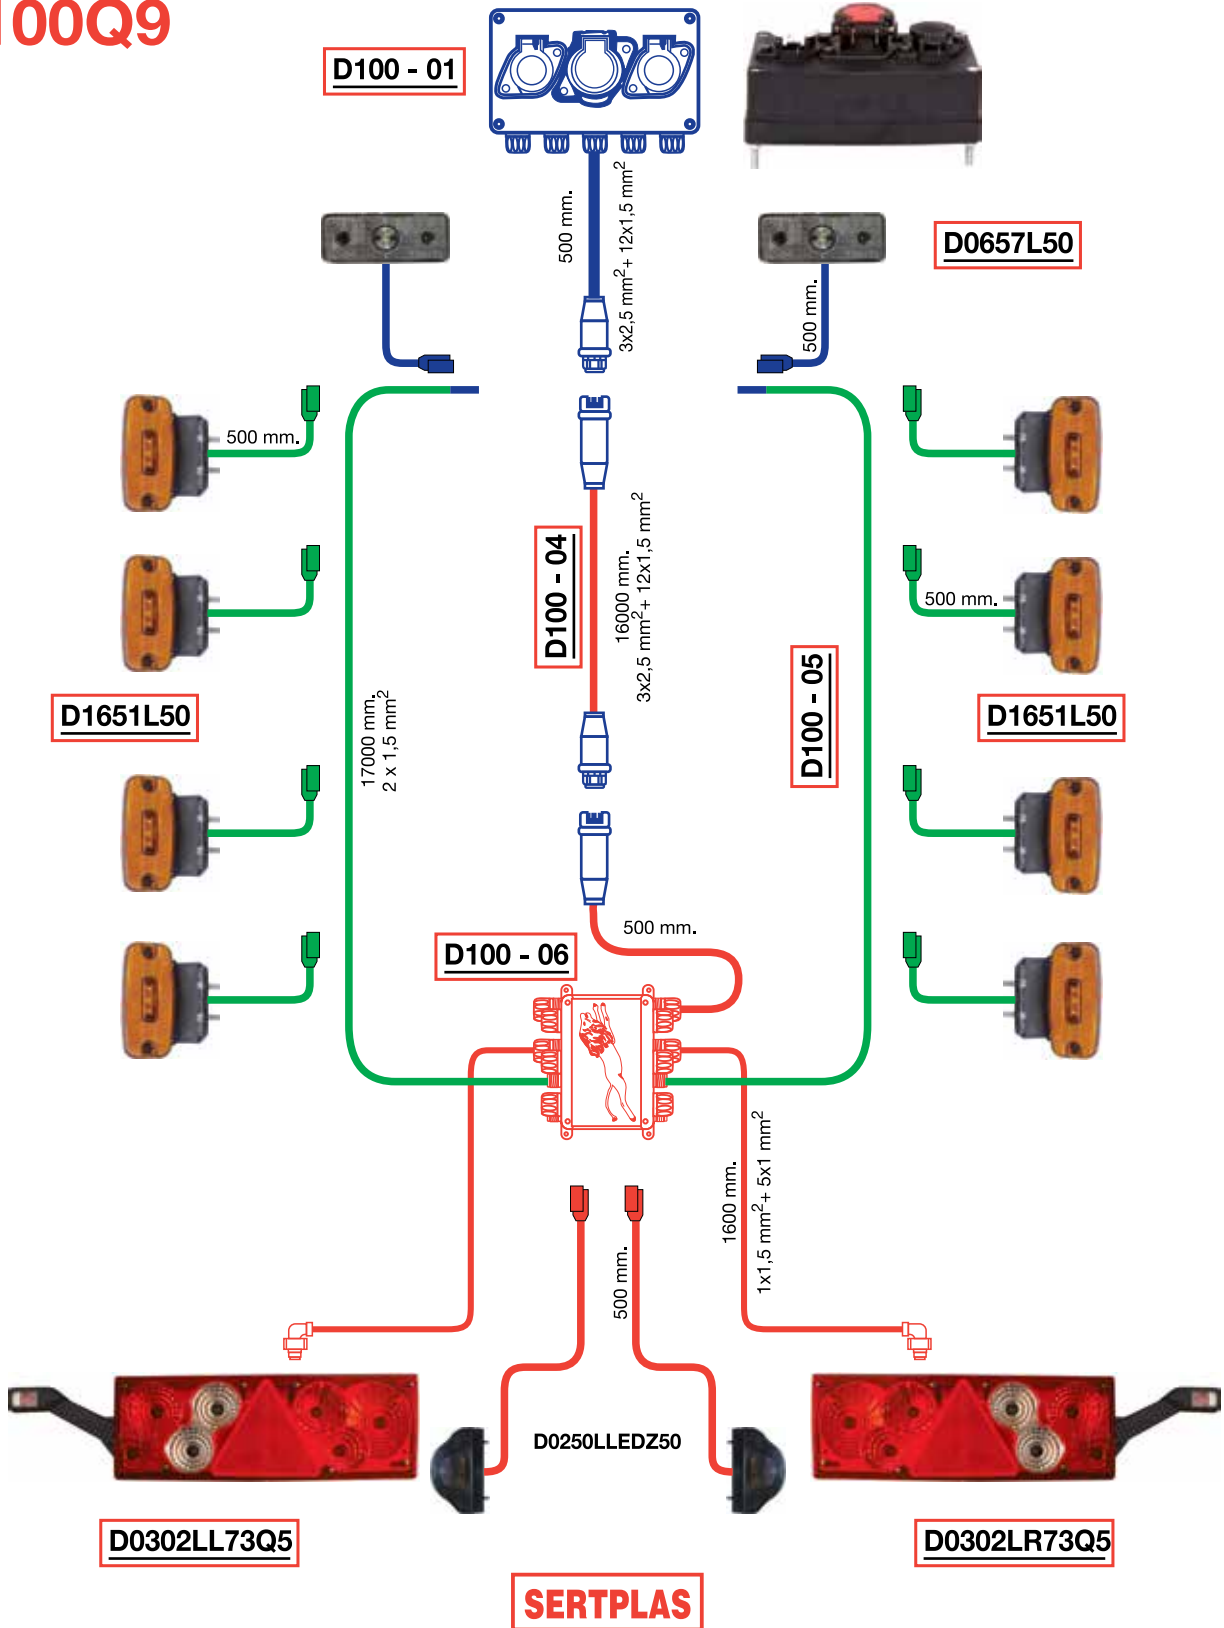 100Q9
D100 - 01
500 mm.
3x2,5 mm²+ 12x1,5 mm²
D0657L50
500 mm.
500 mm.
D100 - 04
16000 mm.
3x2,5 mm²+ 12x1,5 mm²
500 mm.
D1651L50
17000 mm.
2 x 1,5 mm²
D100 - 05
D1651L50
500 mm.
D100 - 06
1600 mm.
1x1,5 mm²+ 5x1 mm²
500 mm.
D0250LLEDZ50
D0302LL73Q5
D0302LR73Q5
SERTPLAS